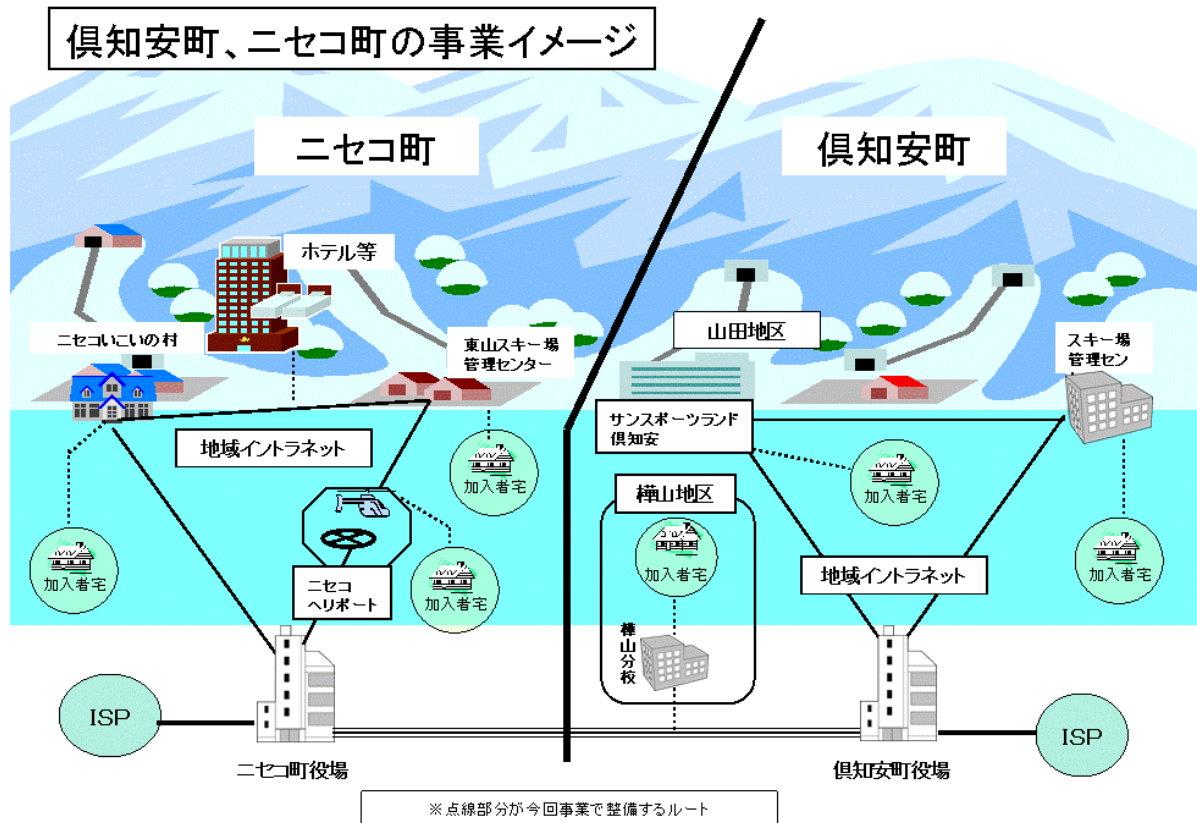 倶知安町、ニセコ町の事業イメージ
ニセコ町
倶知安町
ホテル等
ニセコいこいの村
東山スキー場
管理センター
山田地区
スキー場
管理セン
サンスポーツランド
倶知安
地域イントラネット
加入者宅
加入者宅
樺山地区
加入者宅
加入者宅
加入者宅
加入者宅
ニセコ
ヘリポート
加入者宅
地域イントラネット
樺山分校
ISP
ISP
ニセコ町役場
倶知安町役場
※点線部分が今回事業で整備するルート